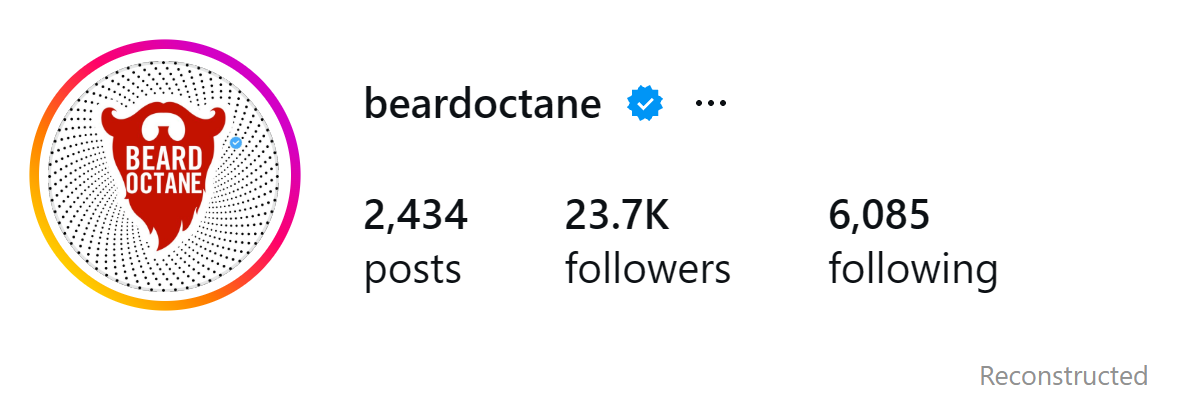 BEARD
OCTANE
beardoctane
2,434 23.7K 6,085
posts followers following
Reconstructed